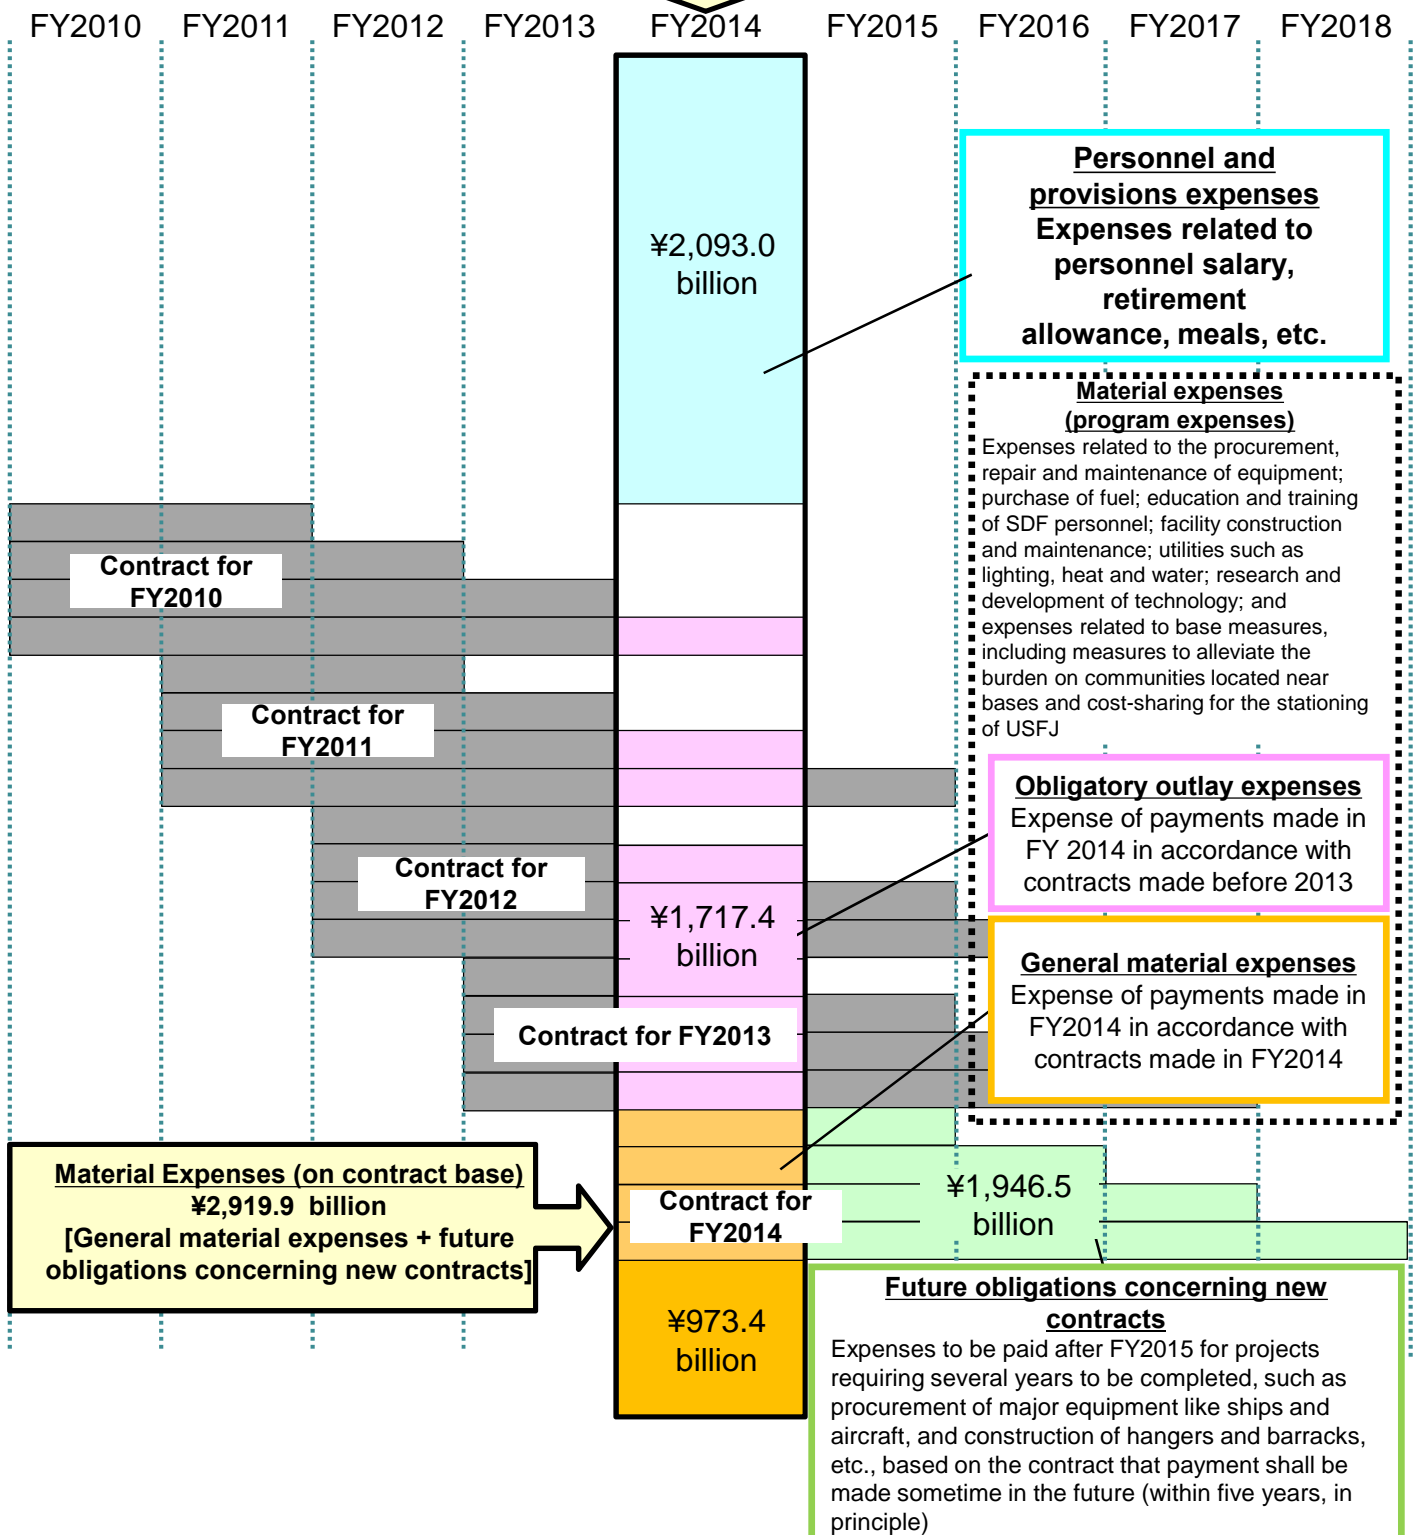 FY2010 FY2011 FY2012 FY2013 FY2014 FY2015 FY2016 FY2017 FY2018
¥2,093.0
billion
Personnel and
provisions expenses
Expenses related to
personnel salary,
retirement
allowance, meals, etc.
Material expenses
(program expenses)
Expenses related to the procurement,
repair and maintenance of equipment;
purchase of fuel; education and training
of SDF personnel; facility construction
and maintenance; utilities such as
lighting, heat and water; research and
development of technology; and
expenses related to base measures,
including measures to alleviate the
burden on communities located near
bases and cost-sharing for the stationing
of USFJ
Contract for
FY2010
Contract for
FY2011
Contract for
FY2012
¥1,717.4
billion
Obligatory outlay expenses
Expense of payments made in
FY 2014 in accordance with
contracts made before 2013
General material expenses
Expense of payments made in
FY2014 in accordance with
contracts made in FY2014
Contract for FY2013
Material Expenses (on contract base)
¥2,919.9 billion
[General material expenses + future
obligations concerning new contracts]
Contract for
FY2014
¥1,946.5
billion
¥973.4
billion
Future obligations concerning new
contracts
Expenses to be paid after FY2015 for projects
requiring several years to be completed, such as
procurement of major equipment like ships and
aircraft, and construction of hangers and barracks,
etc., based on the contract that payment shall be
made sometime in the future (within five years, in
principle)